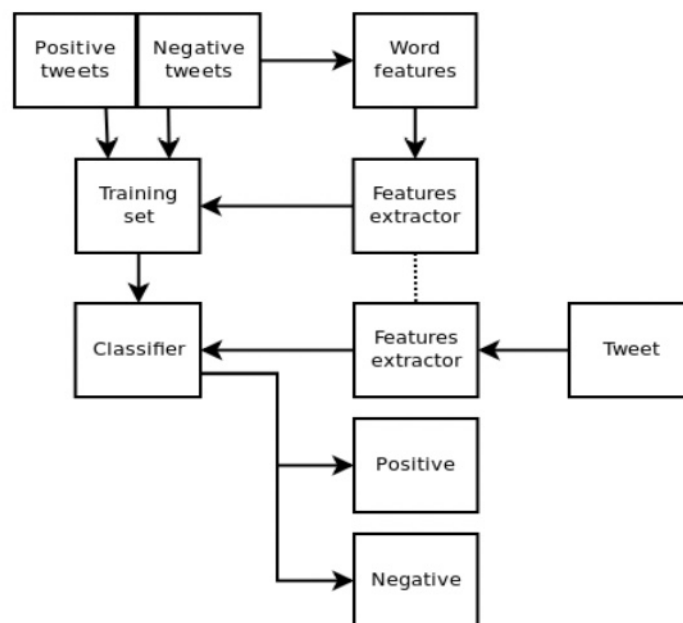 Positive
tweets
Negative
tweets
Word
features
Training
set
Features
extractor
Classifier
Features
extractor
Tweet
Positive
Negative